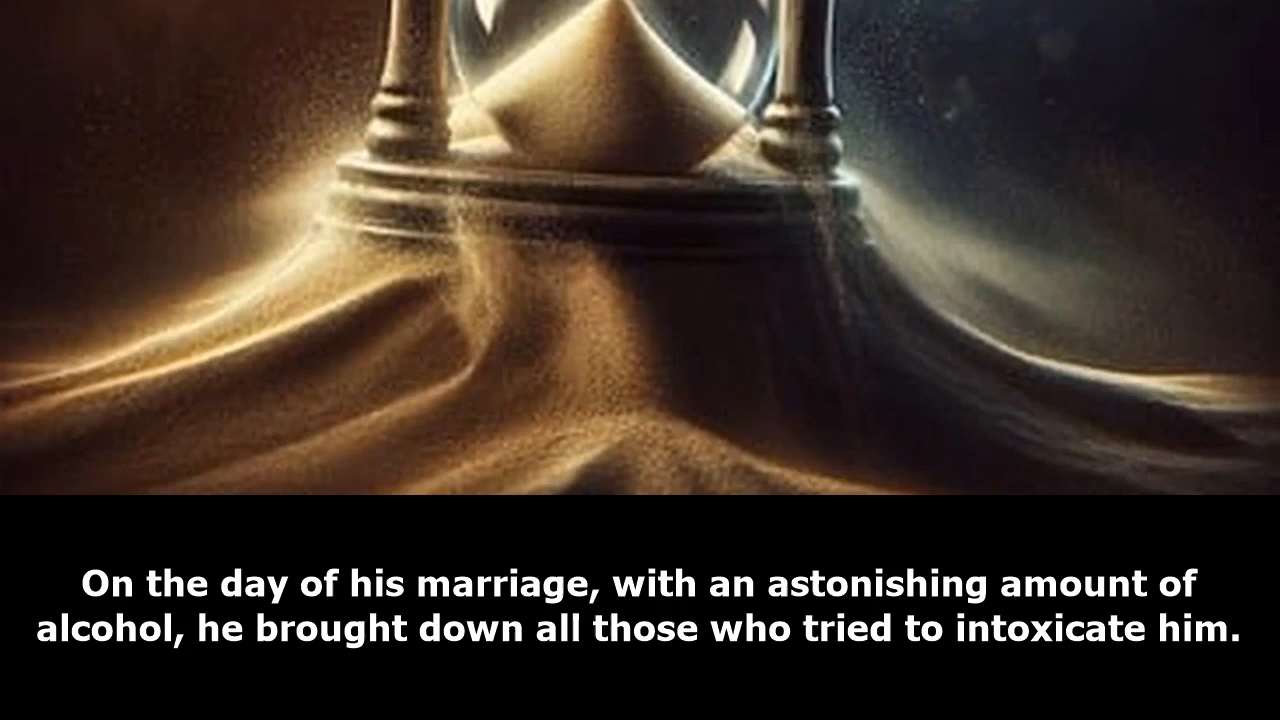 On the day of his marriage, with an astonishing amount of
alcohol, he brought down all those who tried to intoxicate him.